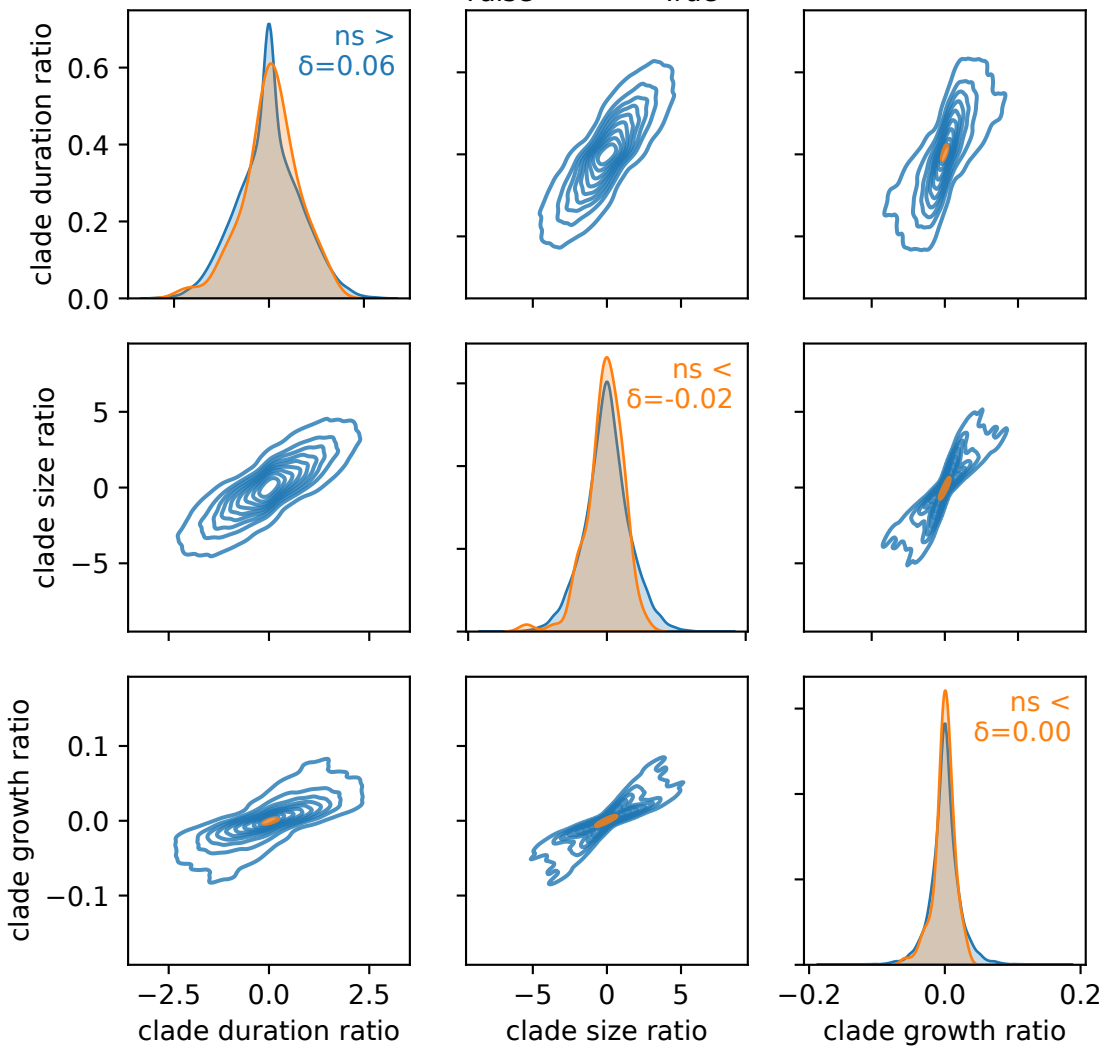 clade duration ratio
0.6
0.4
0.2
0.0
ns >
δ=0.06
clade size ratio
5
0
−5
ns <
δ=-0.02
clade growth ratio
0.1
0.0
−0.1
ns <
δ=0.00
−2.5 0.0 2.5
−5 0 5
−0.2 0.0 0.2
clade duration ratio
clade size ratio
clade growth ratio